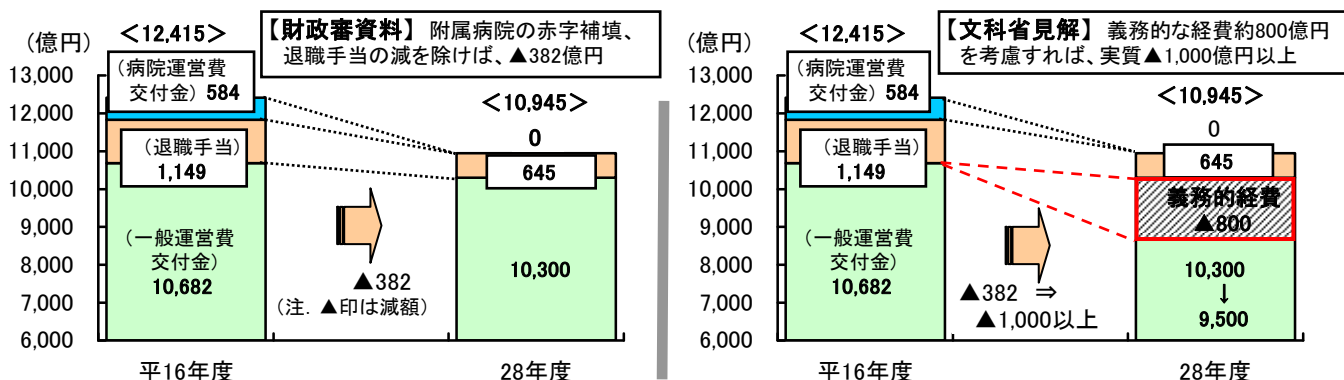 【財政審資料】 附属病院の赤字補填、
退職手当の減を除けば、▲382億円
(億円)
<12,415>
13,000
12,000
11,000
10,000
9,000
8,000
7,000
6,000
(病院運営費
交付金) 584
(退職手当)
1,149
(一般運営費
交付金)
10,682
平16年度
▲382
(注. ▲印は減額)
<10,945>
0
645
10,300
28年度
【文科省見解】 義務的な経費約800億円
を考慮すれば、実質▲1,000億円以上
(億円)
<12,415>
13,000
12,000
11,000
10,000
9,000
8,000
7,000
6,000
(病院運営費
交付金) 584
(退職手当)
1,149
(一般運営費
交付金)
10,682
平16年度
▲382 ⇒
▲1,000以上
<10,945>
0
645
義務的経費
▲800
10,300
↓
9,500
28年度